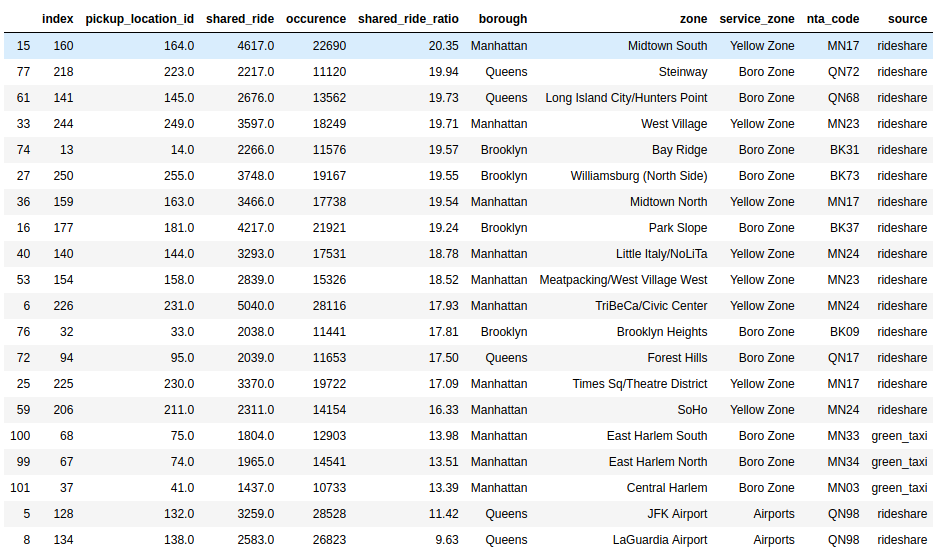 index pickup_location_id shared_ride occurence shared_ride_ratio borough zone service_zone nta_code source
15 160 164.0 4617.0 22690 20.35 Manhattan Midtown South Yellow Zone MN17 rideshare
77 218 223.0 2217.0 11120 19.94 Queens Steinway Boro Zone QN72 rideshare
61 141 145.0 2676.0 13562 19.73 Queens Long Island City/Hunters Point Boro Zone QN68 rideshare
33 244 249.0 3597.0 18249 19.71 Manhattan West Village Yellow Zone MN23 rideshare
74 13 14.0 2266.0 11576 19.57 Brooklyn Bay Ridge Boro Zone BK31 rideshare
27 250 255.0 3748.0 19167 19.55 Brooklyn Williamsburg (North Side) Boro Zone BK73 rideshare
36 159 163.0 3466.0 17738 19.54 Manhattan Midtown North Yellow Zone MN17 rideshare
16 177 181.0 4217.0 21921 19.24 Brooklyn Park Slope Boro Zone BK37 rideshare
40 140 144.0 3293.0 17531 18.78 Manhattan Little Italy/NoLiTa Yellow Zone MN24 rideshare
53 154 158.0 2839.0 15326 18.52 Manhattan Meatpacking/West Village West Yellow Zone MN23 rideshare
6 226 231.0 5040.0 28116 17.93 Manhattan TriBeCa/Civic Center Yellow Zone MN24 rideshare
76 32 33.0 2038.0 11441 17.81 Brooklyn Brooklyn Heights Boro Zone BK09 rideshare
72 94 95.0 2039.0 11653 17.50 Queens Forest Hills Boro Zone QN17 rideshare
25 225 230.0 3370.0 19722 17.09 Manhattan Times Sq/Theatre District Yellow Zone MN17 rideshare
59 206 211.0 2311.0 14154 16.33 Manhattan SoHo Yellow Zone MN24 rideshare
100 68 75.0 1804.0 12903 13.98 Manhattan East Harlem South Boro Zone MN33 green_taxi
99 67 74.0 1965.0 14541 13.51 Manhattan East Harlem North Boro Zone MN34 green_taxi
101 37 41.0 1437.0 10733 13.39 Manhattan Central Harlem Boro Zone MN03 green_taxi
5 128 132.0 3259.0 28528 11.42 Queens JFK Airport Airports QN98 rideshare
8 134 138.0 2583.0 26823 9.63 Queens LaGuardia Airport Airports QN98 rideshare